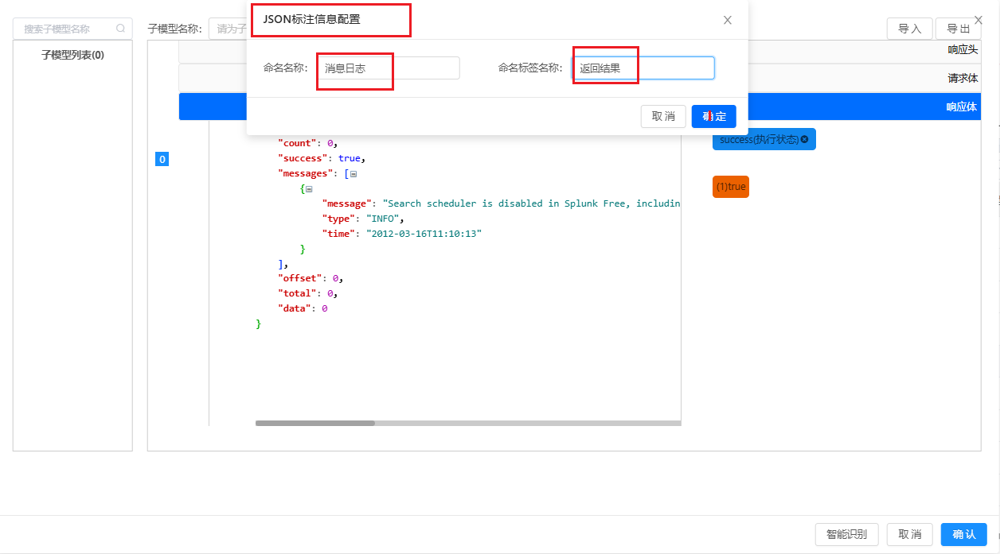 JSON标注信息配置
命名名称： 消息日志 命名标签名称： 返回结果
取 消 确 定
搜索子模型名称
子模型列表(0)
子模型名称： 请为子
导 入 导 出
响应头
请求体
响应体
0
"count": 0,
"success": true,
"messages": [
{
"message": "Search scheduler is disabled in Splunk Free, includin
"type": "INFO",
"time": "2012-03-16T11:10:13"
}
],
"offset": 0,
"total": 0,
"data": 0
}
success(执行状态)
(1)true
智能识别 取 消 确 认